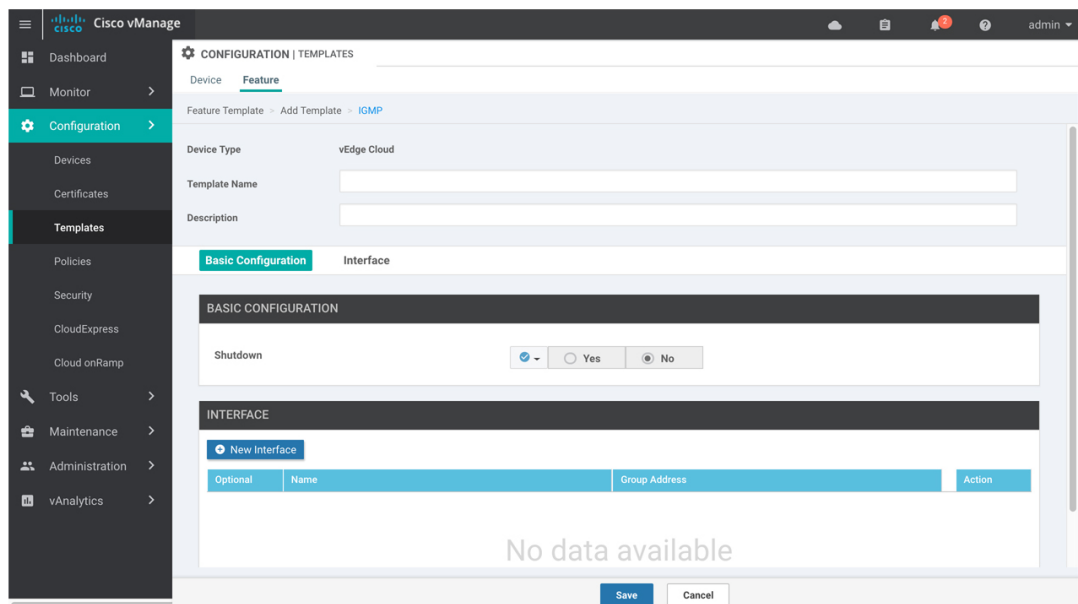 cisco Cisco vManage
2
admin
Dashboard
Monitor
Configuration
Devices
Certificates
Templates
Policies
Security
CloudExpress
Cloud onRamp
Tools
Maintenance
Administration
vAnalytics
CONFIGURATION | TEMPLATES
Device Feature
Feature Template > Add Template > IGMP
Device Type vEdge Cloud
Template Name
Description
Basic Configuration Interface
BASIC CONFIGURATION
Shutdown Yes No
INTERFACE
New Interface
Optional Name Group Address Action
No data available
Save Cancel